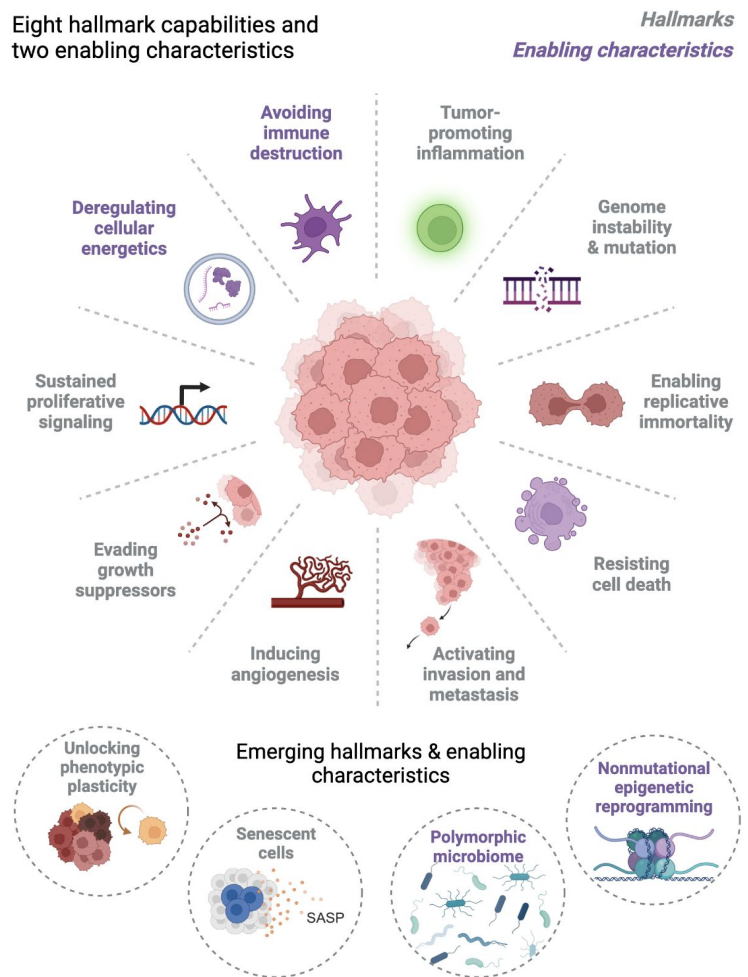 Eight hallmark capabilities and
two enabling characteristics
Hallmarks
Enabling characteristics
Avoiding
immune
destruction
Tumor-
promoting
inflammation
Deregulating
cellular
energetics
Genome
instability
& mutation
Sustained
proliferative
signaling
Enabling
replicative
immortality
Evading
growth
suppressors
Resisting
cell death
Inducing
angiogenesis
Activating
invasion and
metastasis
Emerging hallmarks & enabling
characteristics
Unlocking
phenotypic
plasticity
Senescent
cells
SASP
Polymorphic
microbiome
Nonmutational
epigenetic
reprogramming